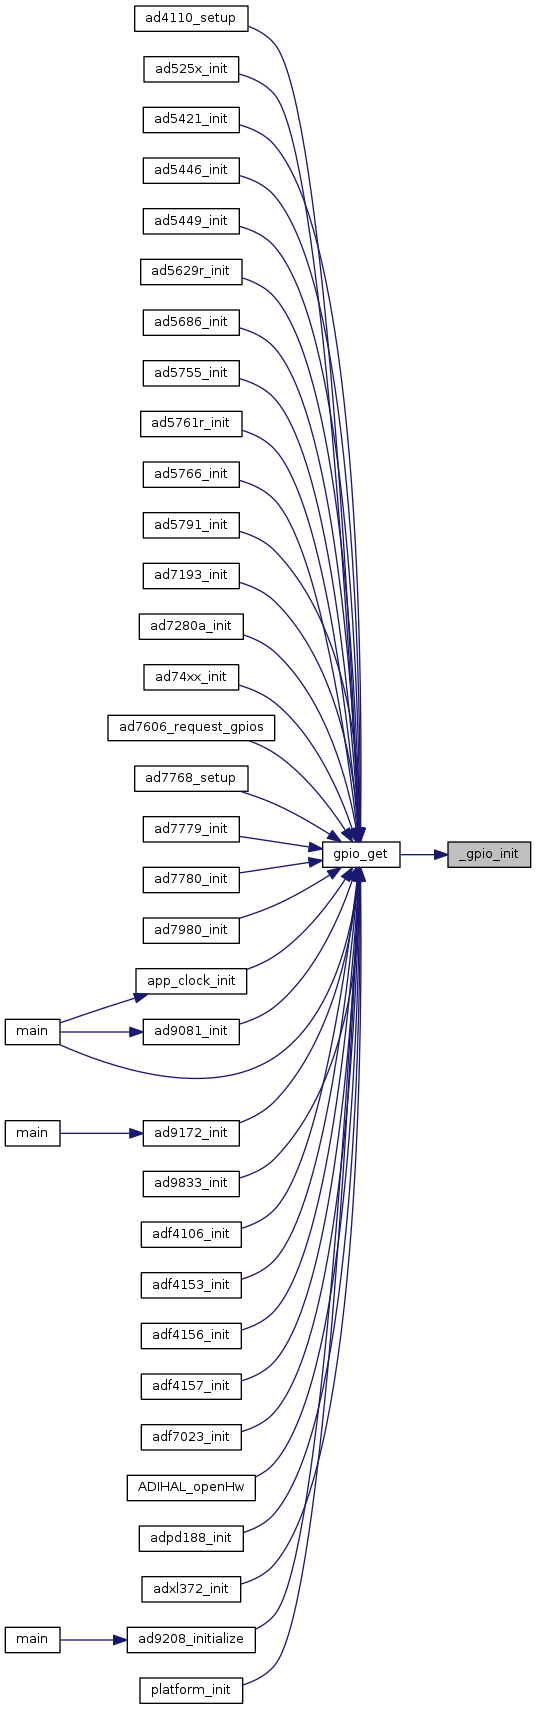 ad4110_setup
ad525x_init
ad5421_init
ad5446_init
ad5449_init
ad5629r_init
ad5686_init
ad5755_init
ad5761r_init
ad5766_init
ad5791_init
ad7193_init
ad7280a_init
ad74xx_init
ad7606_request_gpios
ad7768_setup
ad7779_init
gpio_get
_gpio_init
ad7780_init
ad7980_init
app_clock_init
main
ad9081_init
main
ad9172_init
ad9833_init
adf4106_init
adf4153_init
adf4156_init
adf4157_init
adf7023_init
ADIHAL_openHw
adpd188_init
adxl372_init
main
ad9208_initialize
platform_init